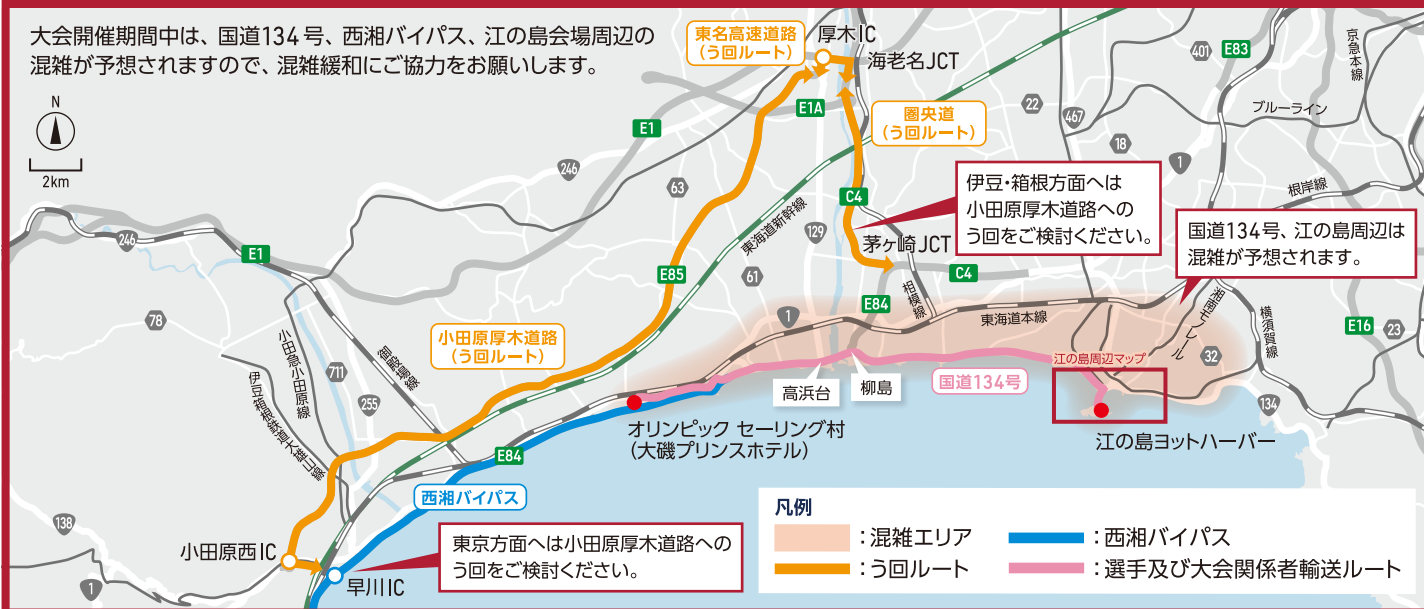 大会開催期間中は、国道134号、西湘バイパス、江の島会場周辺の
混雑が予想されますので、混雑緩和にご協力をお願いします。
N
2km
東名高速道路
(う回ルート)
厚木IC
海老名JCT
401
E83
京急本線
E1A
圏央道
(う回ルート)
22
467
ブルーライン
E1
18
1
246
63
C4
伊豆・箱根方面へは
小田原厚木道路への
う回をご検討ください。
根岸線
東海道新幹線
129
茅ヶ崎JCT
国道134号、江の島周辺は
混雑が予想されます。
246
E1
E85
61
C4
相模線
E84
湘南モノレール
横須賀線
78
小田急小田原線
御殿場線
小田原厚木道路
(う回ルート)
1
東海道本線
E16
23
伊豆箱根鉄道大雄山線
711
255
江の島周辺マップ
32
高浜台
柳島
国道134号
134
オリンピック セーリング村
(大磯プリンスホテル)
江の島ヨットハーバー
E84
西湘バイパス
138
小田原西IC
早川IC
1
東京方面へは小田原厚木道路への
う回をご検討ください。
凡例
：混雑エリア
：西湘バイパス
：う回ルート
：選手及び大会関係者輸送ルート